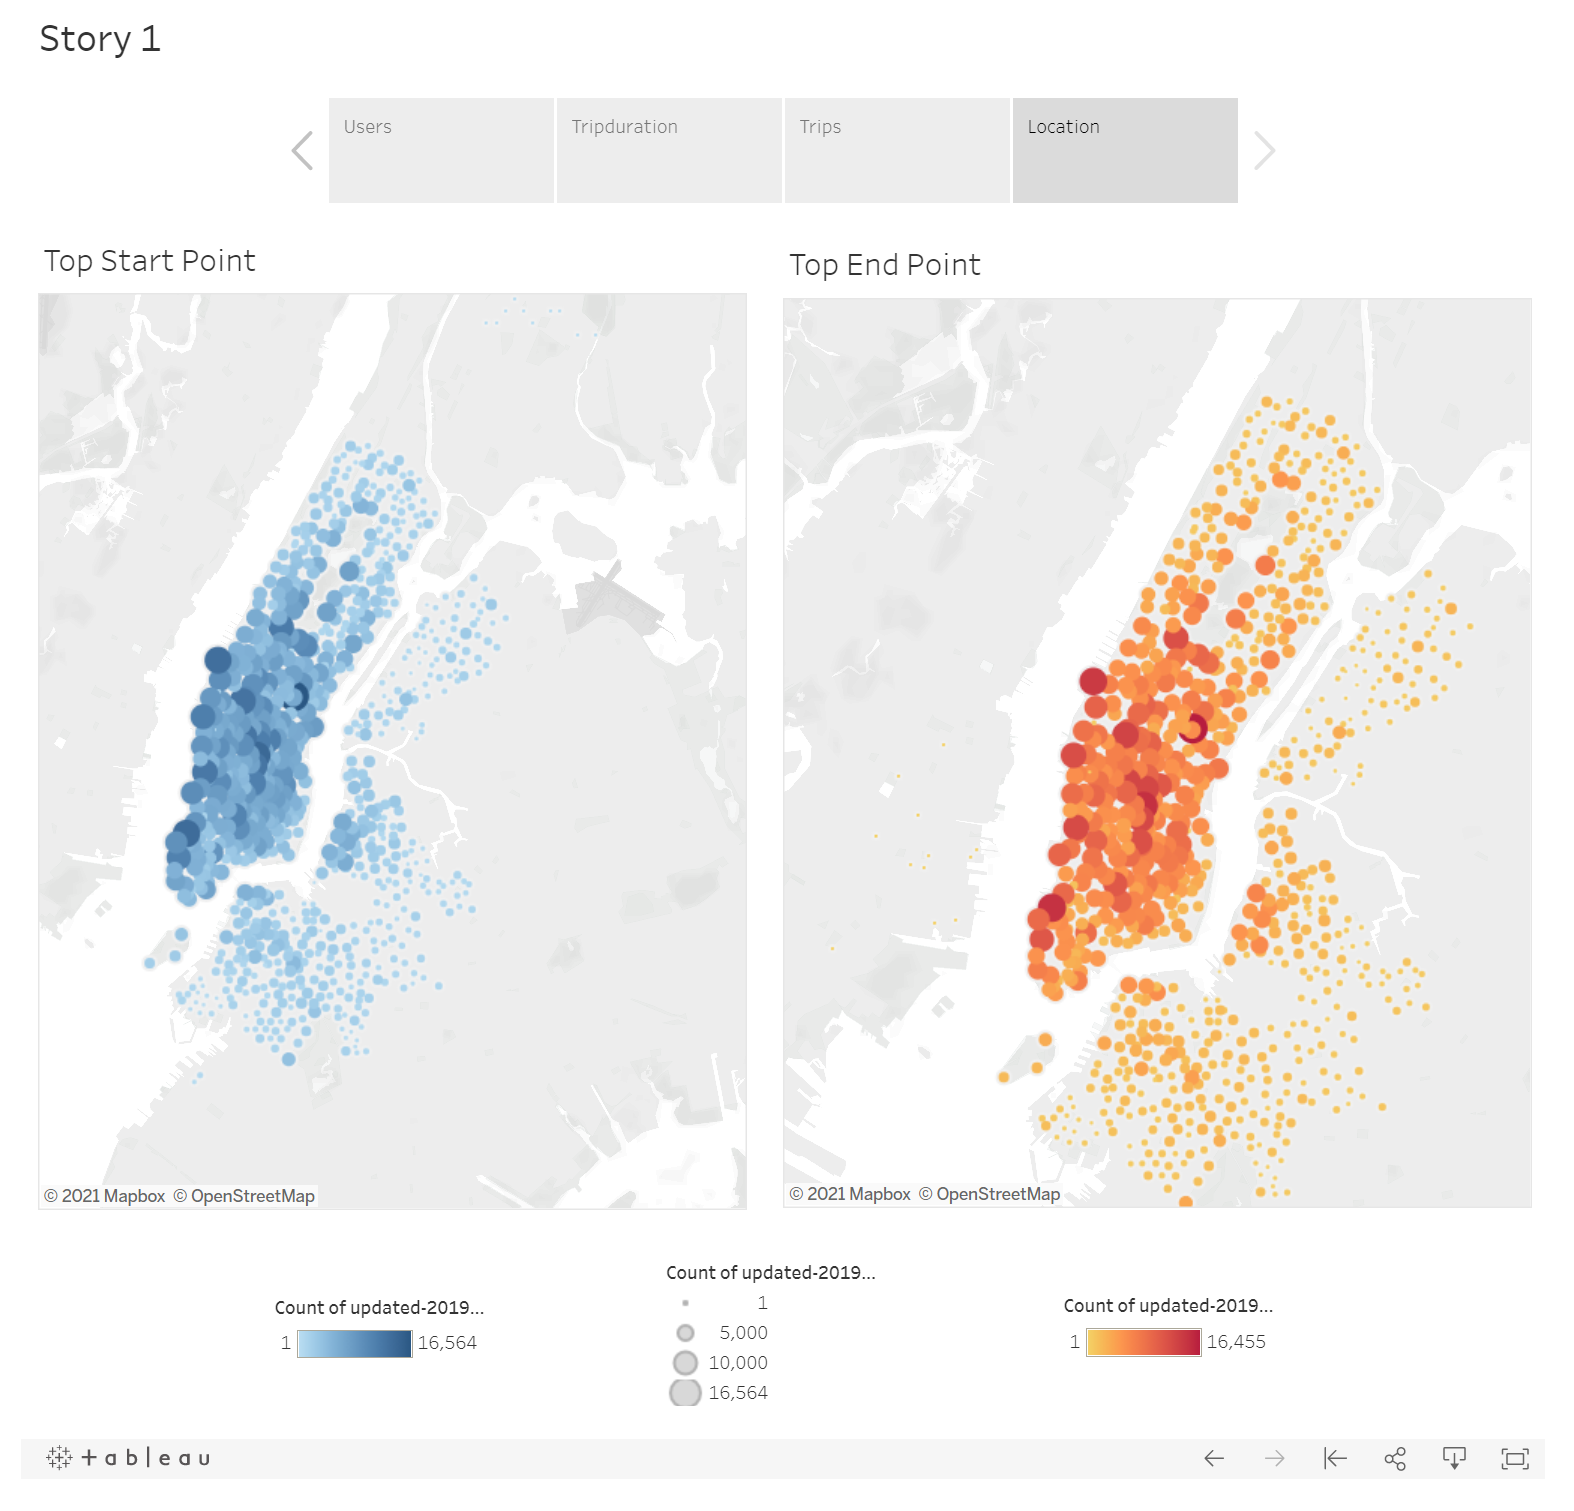 Story 1
Users
Tripduration
Trips
Location
Top Start Point
Top End Point
© 2021 Mapbox © OpenStreetMap
© 2021 Mapbox © OpenStreetMap
Count of updated-2019...
1
16,564
Count of updated-2019...
1
5,000
10,000
16,564
Count of updated-2019...
1
16,455
tableau